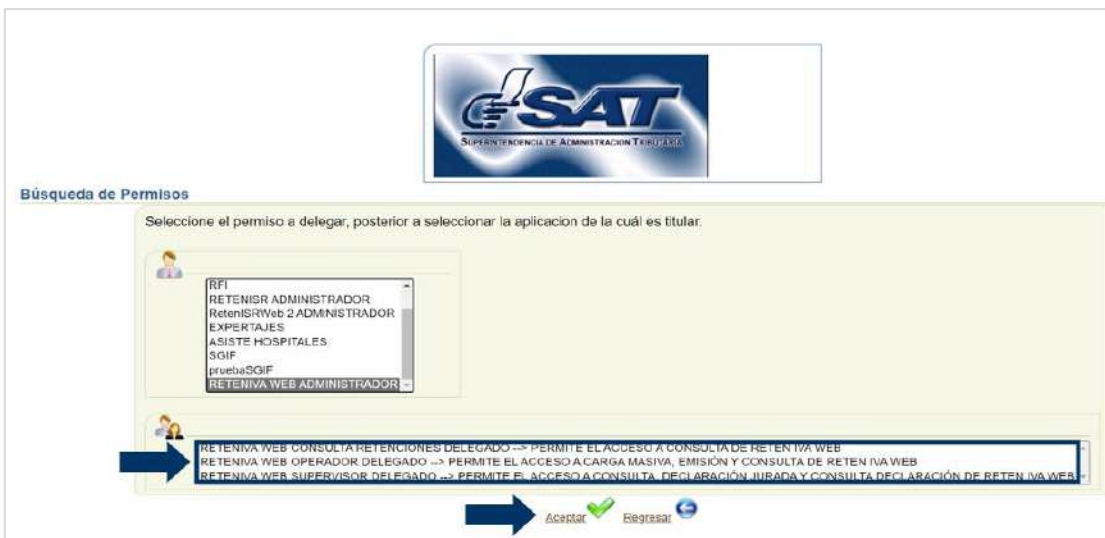 SAT
SUPERINTENDENCIA DE ADMINISTRACION TRIBUTARIA
Búsqueda de Permisos
Seleccione el permiso a delegar, posterior a seleccionar la aplicacion de la cuál es titular.
RFI
RETENISR ADMINISTRADOR
RetenISRWeb 2 ADMINISTRADOR
EXPERTAJES
ASISTE HOSPITALES
SGIF
pruebaSGIF
RETENIVA WEB ADMINISTRADOR
RETENIVA WEB CONSULTA RETENCIONES DELEGADO --> PERMITE EL ACCESO A CONSULTA DE RETEN IVA WEB
RETENIVA WEB OPERADOR DELEGADO --> PERMITE EL ACCESO A CARGA MASIVA, EMISIÓN Y CONSULTA DE RETEN IVA WEB
RETENIVA WEB SUPERVISOR DELEGADO --> PERMITE EL ACCESO A CONSULTA, DECLARACIÓN JURADA Y CONSULTA DECLARACIÓN DE RETEN IVA WEB
Aceptar Regresar